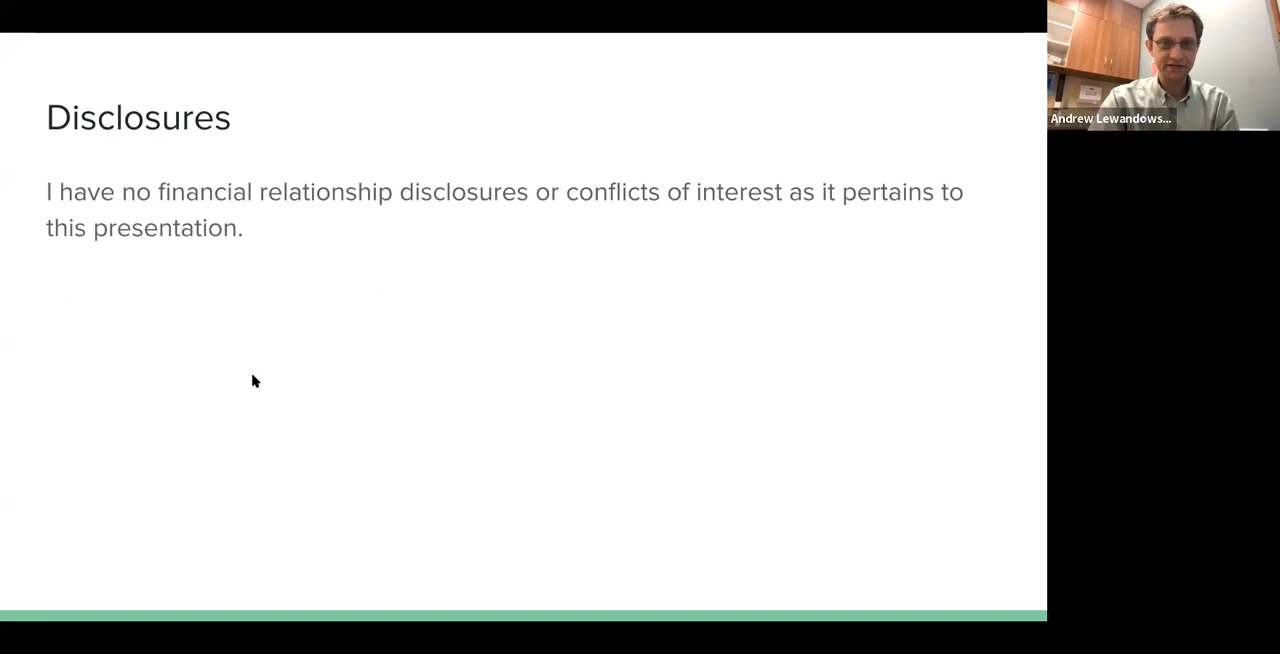 Disclosures
I have no financial relationship disclosures or conflicts of interest as it pertains to
this presentation.
Andrew Lewandows...